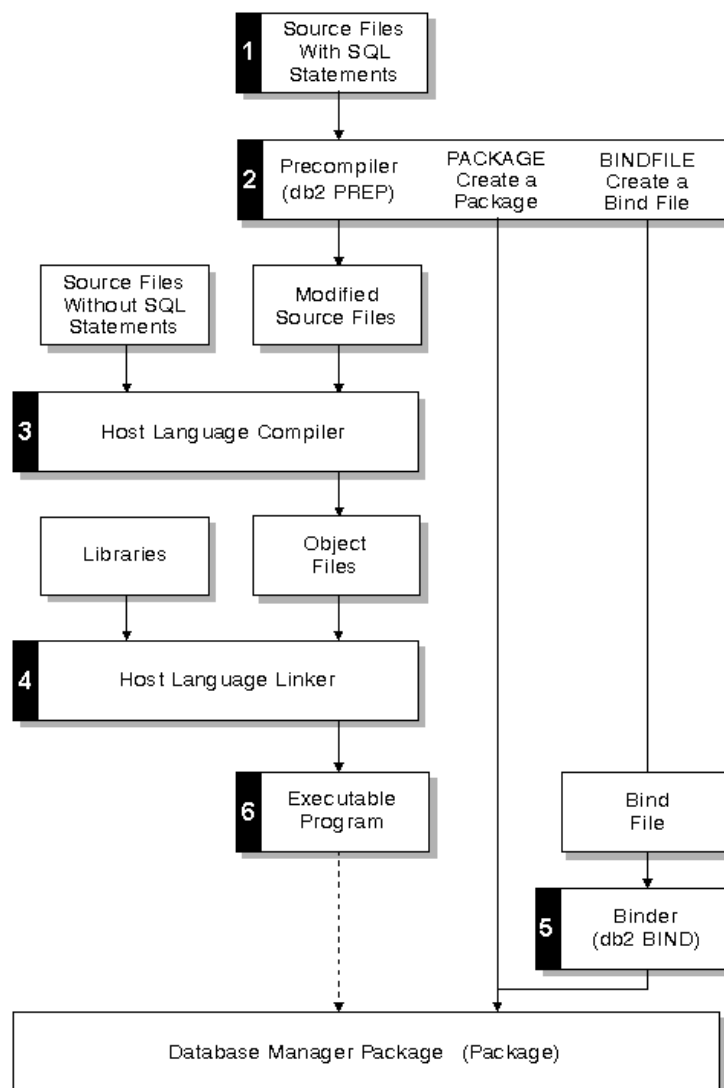 1
Source Files
With SQL
Statements
2
Precompiler
(db2 PREP)
PACKAGE
Create a
Package
BINDFILE
Create a
Bind File
Source Files
Without SQL
Statements
Modified
Source Files
3
Host Language Compiler
Libraries
Object
Files
4
Host Language Linker
6
Executable
Program
Bind
File
5
Binder
(db2 BIND)
Database Manager Package (Package)